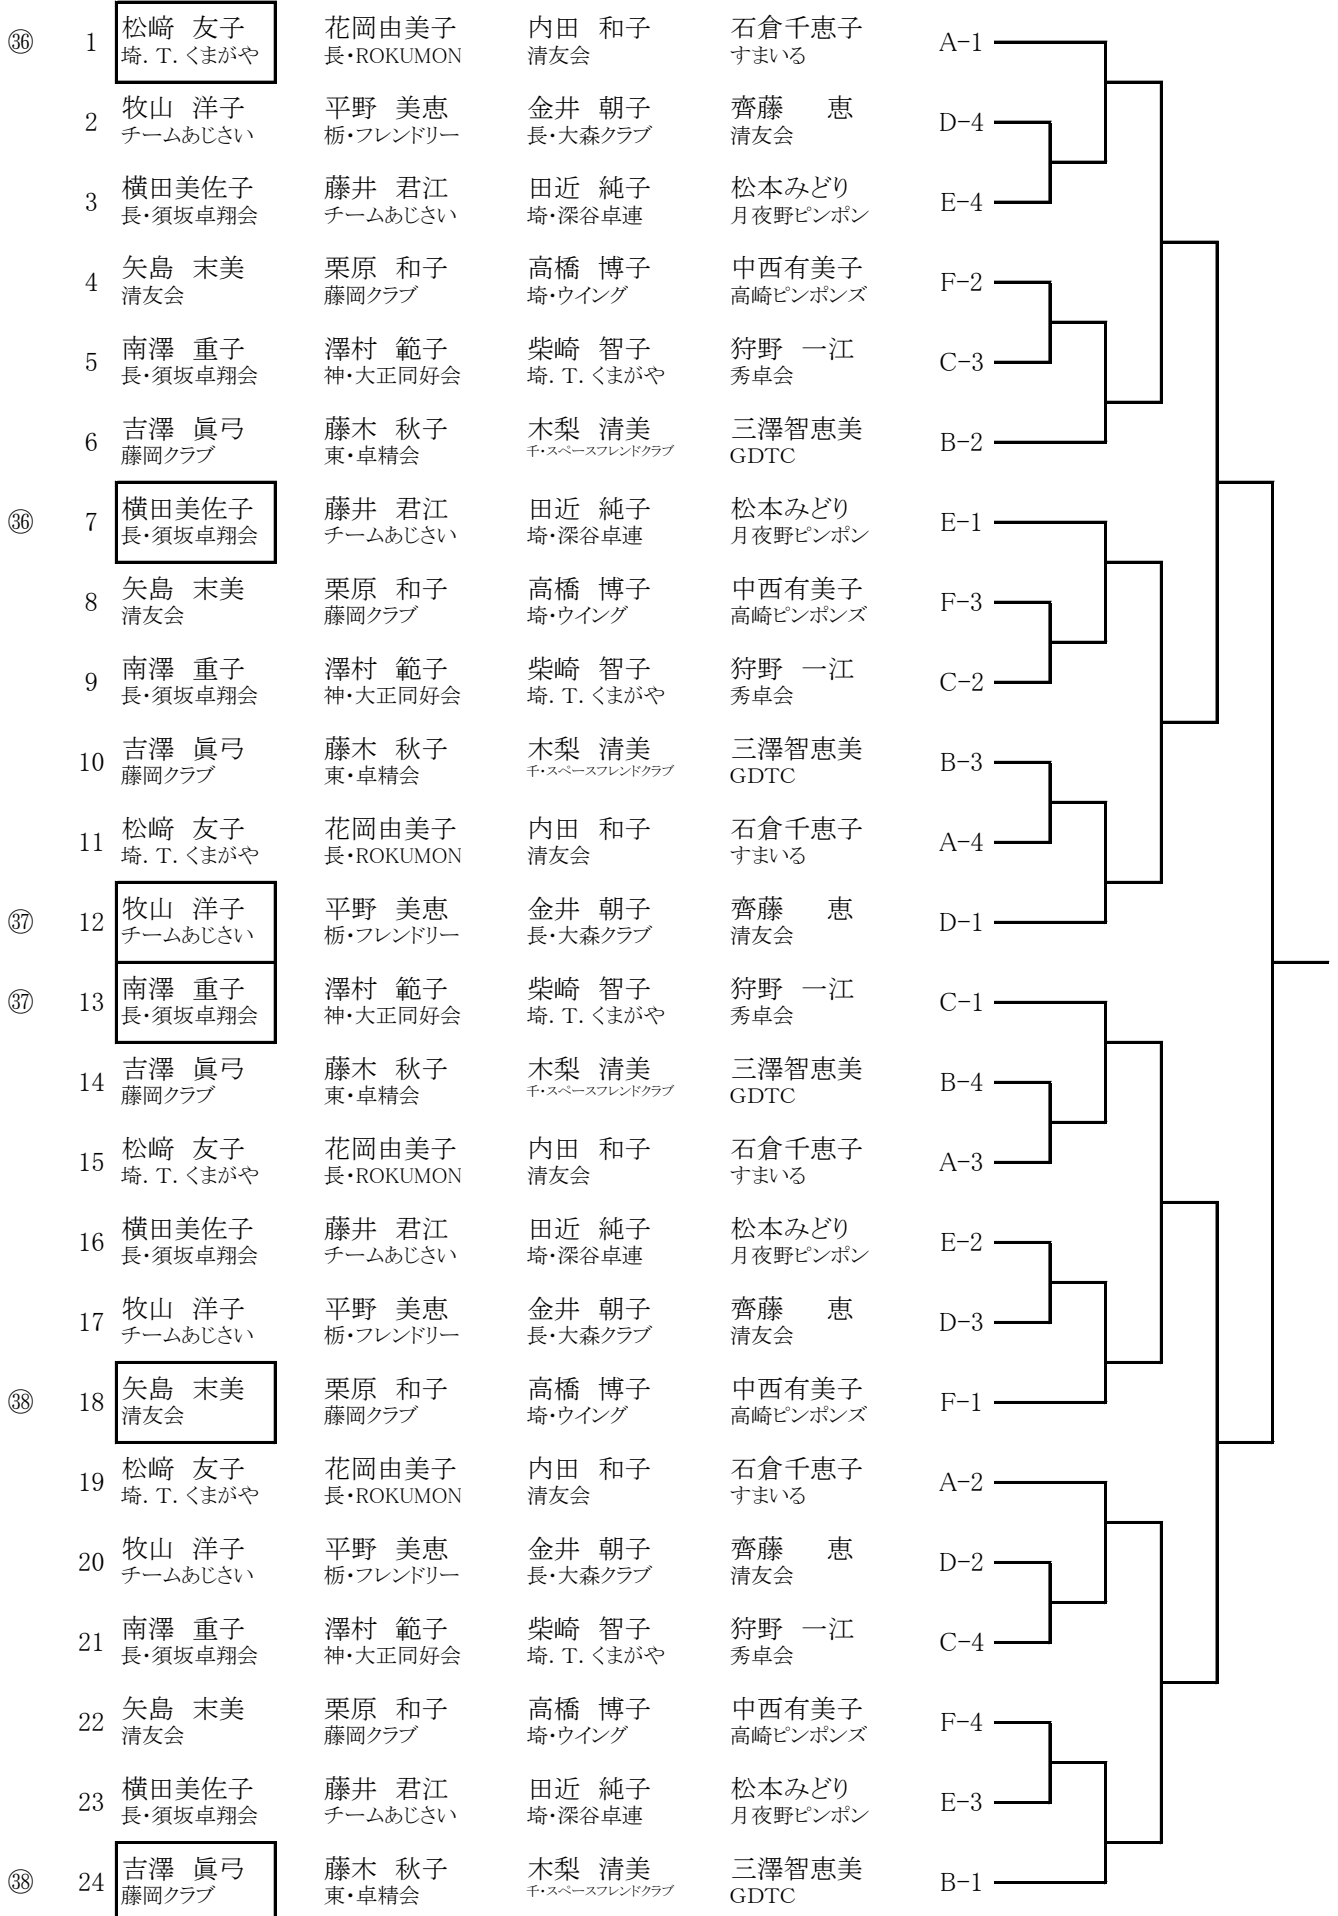 ㊱ 1 松﨑 友子 花岡由美子 内田 和子 石倉千恵子 A-1
埼．T．くまがや 長・ROKUMON 清友会 すまいる
2 牧山 洋子 平野 美恵 金井 朝子 齊藤 恵 D-4
チームあじさい 栃・フレンドリー 長・大森クラブ 清友会
3 横田美佐子 藤井 君江 田近 純子 松本みどり E-4
長・須坂卓翔会 チームあじさい 埼・深谷卓連 月夜野ピンポン
4 矢島 末美 栗原 和子 高橋 博子 中西有美子 F-2
清友会 藤岡クラブ 埼・ウイング 高崎ピンポンズ
5 南澤 重子 澤村 範子 柴崎 智子 狩野 一江 C-3
長・須坂卓翔会 神・大正同好会 埼．T．くまがや 秀卓会
6 吉澤 眞弓 藤木 秋子 木梨 清美 三澤智恵美 B-2
藤岡クラブ 東・卓精会 千・スペースフレンドクラブ GDTC
㊱ 7 横田美佐子 藤井 君江 田近 純子 松本みどり E-1
長・須坂卓翔会 チームあじさい 埼・深谷卓連 月夜野ピンポン
8 矢島 末美 栗原 和子 高橋 博子 中西有美子 F-3
清友会 藤岡クラブ 埼・ウイング 高崎ピンポンズ
9 南澤 重子 澤村 範子 柴崎 智子 狩野 一江 C-2
長・須坂卓翔会 神・大正同好会 埼．T．くまがや 秀卓会
10 吉澤 眞弓 藤木 秋子 木梨 清美 三澤智恵美 B-3
藤岡クラブ 東・卓精会 千・スペースフレンドクラブ GDTC
11 松﨑 友子 花岡由美子 内田 和子 石倉千恵子 A-4
埼．T．くまがや 長・ROKUMON 清友会 すまいる
㊲ 12 牧山 洋子 平野 美恵 金井 朝子 齊藤 恵 D-1
チームあじさい 栃・フレンドリー 長・大森クラブ 清友会
㊲ 13 南澤 重子 澤村 範子 柴崎 智子 狩野 一江 C-1
長・須坂卓翔会 神・大正同好会 埼．T．くまがや 秀卓会
14 吉澤 眞弓 藤木 秋子 木梨 清美 三澤智恵美 B-4
藤岡クラブ 東・卓精会 千・スペースフレンドクラブ GDTC
15 松﨑 友子 花岡由美子 内田 和子 石倉千恵子 A-3
埼．T．くまがや 長・ROKUMON 清友会 すまいる
16 横田美佐子 藤井 君江 田近 純子 松本みどり E-2
長・須坂卓翔会 チームあじさい 埼・深谷卓連 月夜野ピンポン
17 牧山 洋子 平野 美恵 金井 朝子 齊藤 恵 D-3
チームあじさい 栃・フレンドリー 長・大森クラブ 清友会
㊳ 18 矢島 末美 栗原 和子 高橋 博子 中西有美子 F-1
清友会 藤岡クラブ 埼・ウイング 高崎ピンポンズ
19 松﨑 友子 花岡由美子 内田 和子 石倉千恵子 A-2
埼．T．くまがや 長・ROKUMON 清友会 すまいる
20 牧山 洋子 平野 美恵 金井 朝子 齊藤 恵 D-2
チームあじさい 栃・フレンドリー 長・大森クラブ 清友会
21 南澤 重子 澤村 範子 柴崎 智子 狩野 一江 C-4
長・須坂卓翔会 神・大正同好会 埼．T．くまがや 秀卓会
22 矢島 末美 栗原 和子 高橋 博子 中西有美子 F-4
清友会 藤岡クラブ 埼・ウイング 高崎ピンポンズ
23 横田美佐子 藤井 君江 田近 純子 松本みどり E-3
長・須坂卓翔会 チームあじさい 埼・深谷卓連 月夜野ピンポン
㊳ 24 吉澤 眞弓 藤木 秋子 木梨 清美 三澤智恵美 B-1
藤岡クラブ 東・卓精会 千・スペースフレンドクラブ GDTC